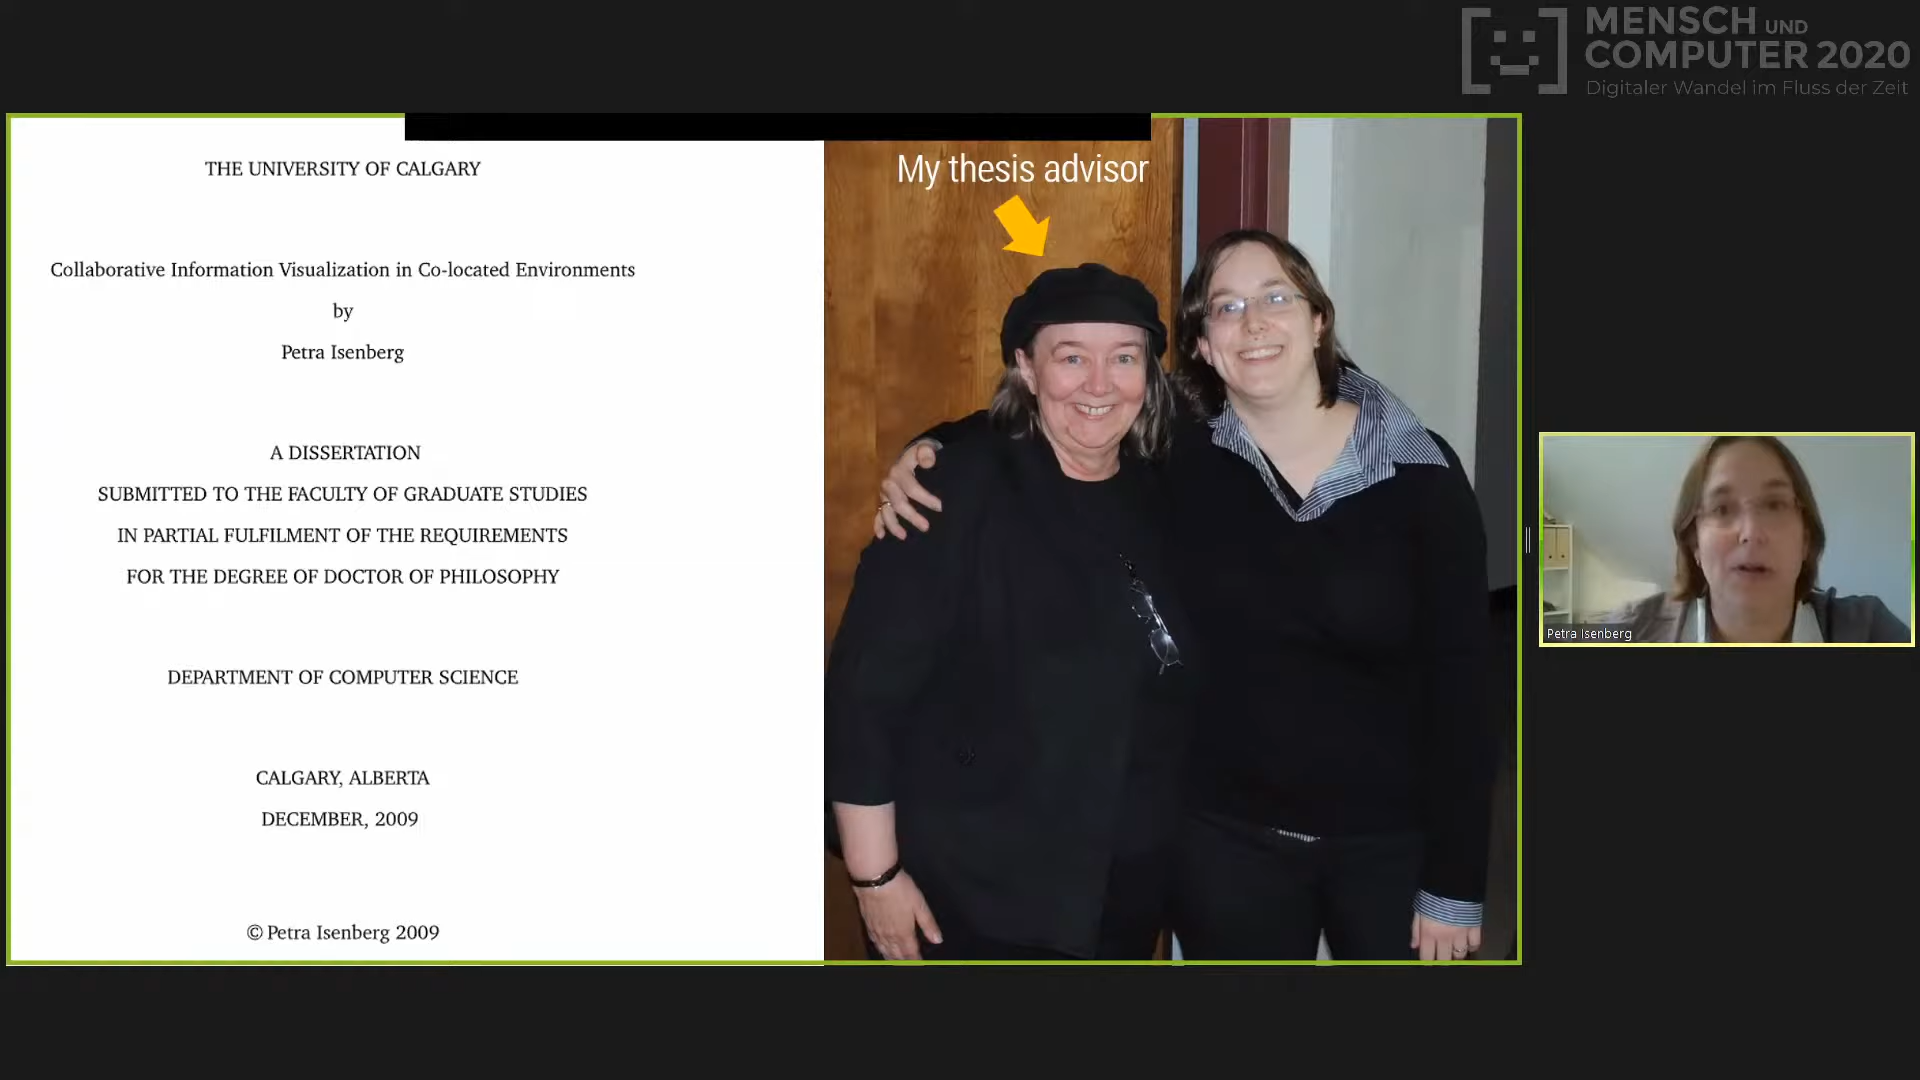 MENSCH UND
COMPUTER 2020
Digitaler Wandel im Fluss der Zeit
THE UNIVERSITY OF CALGARY
Collaborative Information Visualization in Co-located Environments
by
Petra Isenberg
A DISSERTATION
SUBMITTED TO THE FACULTY OF GRADUATE STUDIES
IN PARTIAL FULFILMENT OF THE REQUIREMENTS
FOR THE DEGREE OF DOCTOR OF PHILOSOPHY
DEPARTMENT OF COMPUTER SCIENCE
CALGARY, ALBERTA
DECEMBER, 2009
© Petra Isenberg 2009
My thesis advisor
Petra Isenberg